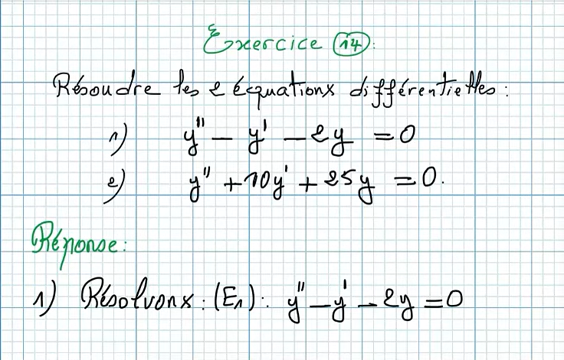 Exercice 14:
Résoudre les 2 équations différentielles :
1) y'' - y' - 2y = 0
2) y'' + 10y' + 25y = 0.
Réponse:
1) Résolvons : (E1) : y'' - y' - 2y = 0